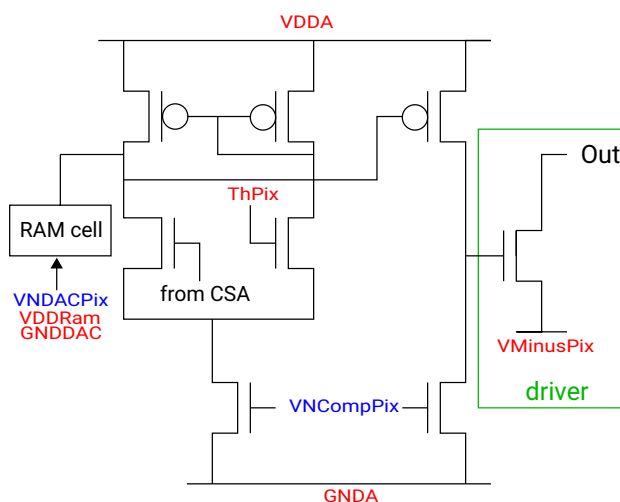 VDDA
Out
ThPix
RAM cell
from CSA
VNDACPix
VDDRam
GNDDAC
VMinusPix
driver
VNCompPix
GNDA